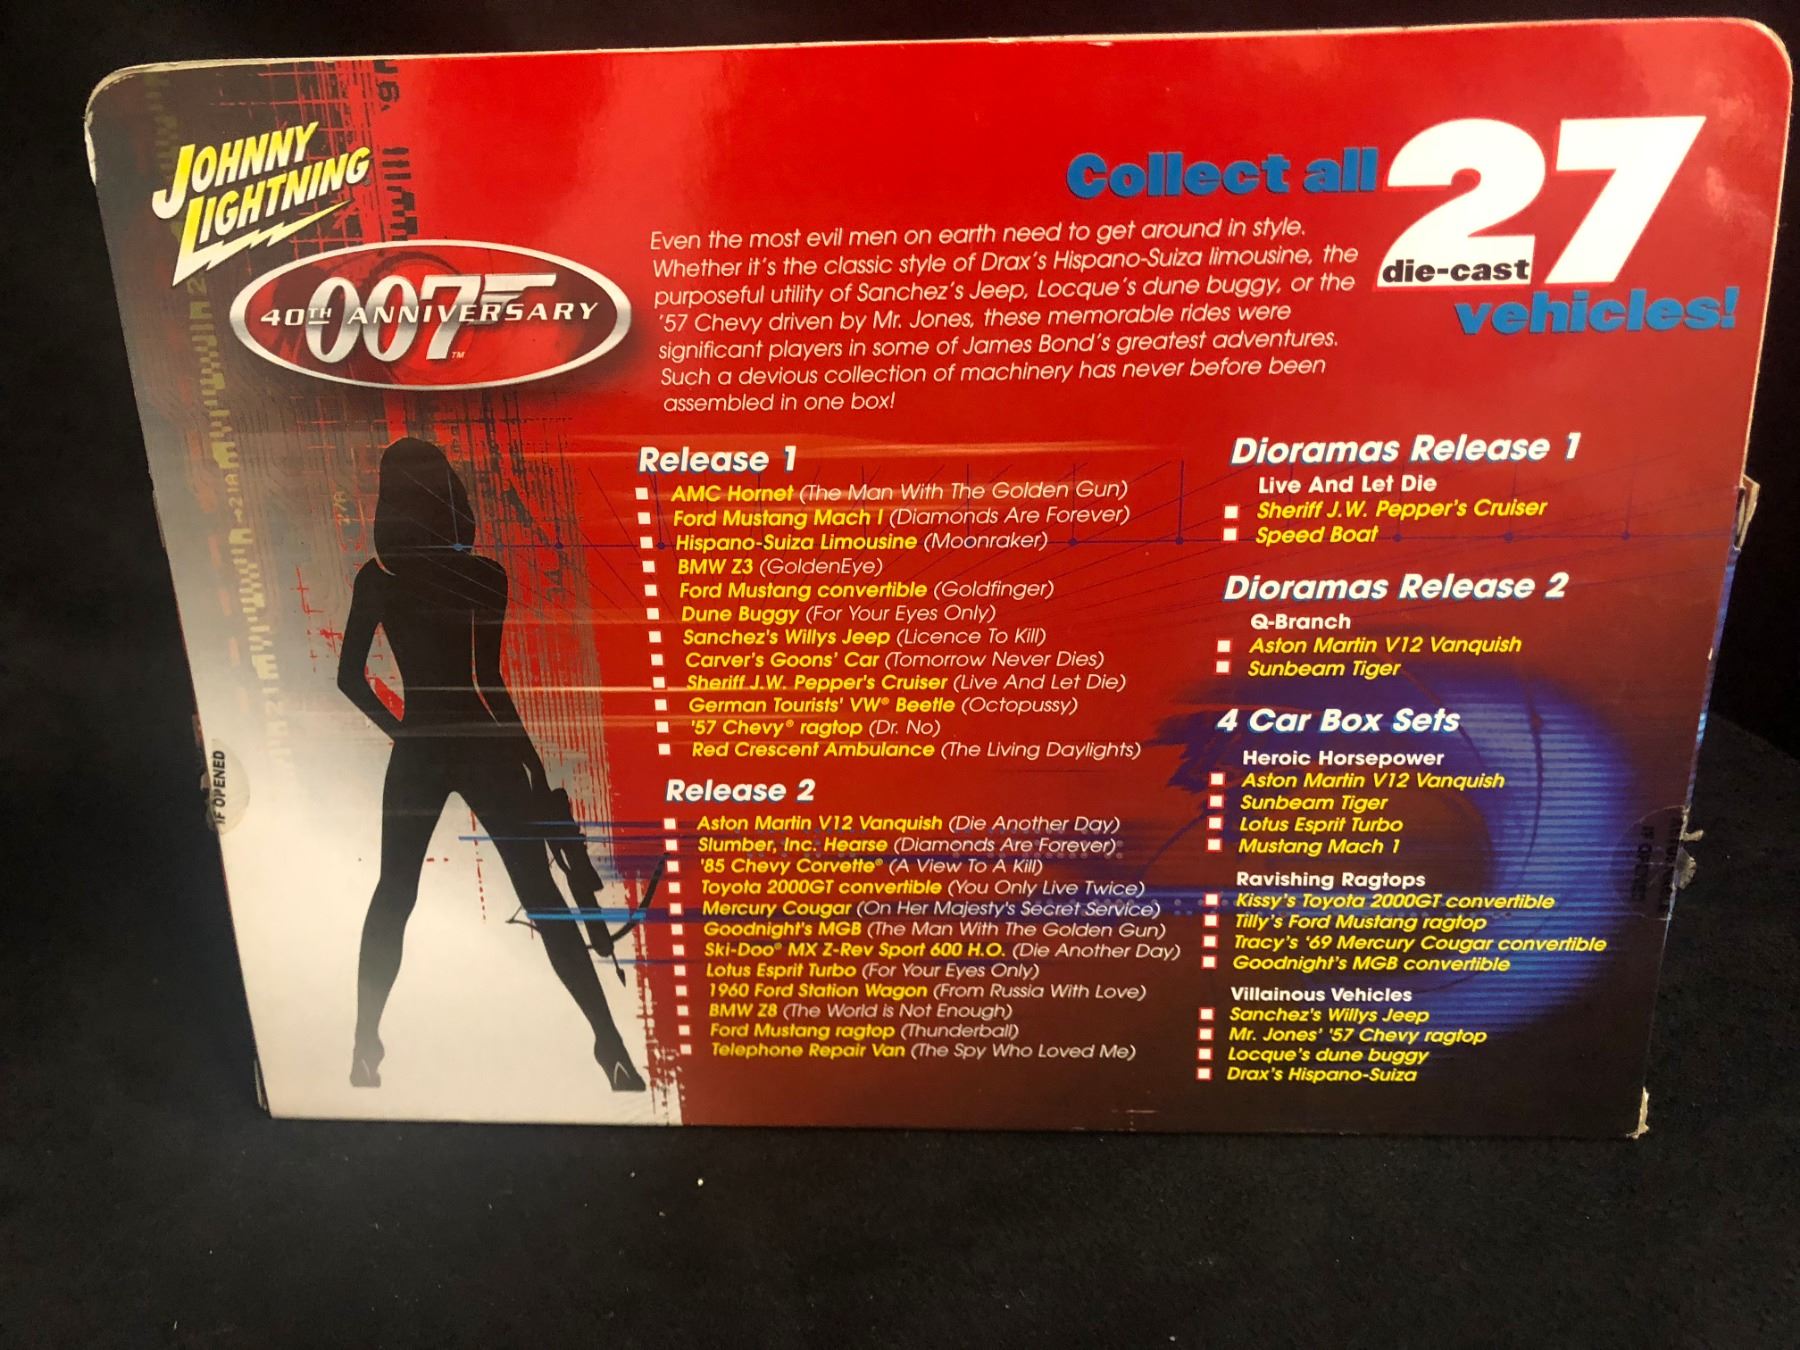 JOHNNY
LIGHTNING
007
40TH ANNIVERSARY
TM
Collect all 27
die-cast
vehicles!
Even the most evil men on earth need to get around in style.
Whether it's the classic style of Drax's Hispano-Suiza limousine, the
purposeful utility of Sanchez's Jeep, Locque's dune buggy, or the
'57 Chevy driven by Mr. Jones, these memorable rides were
significant players in some of James Bond's greatest adventures.
Such a devious collection of machinery has never before been
assembled in one box!
Release 1
AMC Hornet (The Man With The Golden Gun)
Ford Mustang Mach I (Diamonds Are Forever)
Hispano-Suiza Limousine (Moonraker)
BMW Z3 (GoldenEye)
Ford Mustang convertible (Goldfinger)
Dune Buggy (For Your Eyes Only)
Sanchez's Willys Jeep (Licence To Kill)
Carver's Goons' Car (Tomorrow Never Dies)
Sheriff J.W. Pepper's Cruiser (Live And Let Die)
German Tourists' VW® Beetle (Octopussy)
'57 Chevy® ragtop (Dr. No)
Red Crescent Ambulance (The Living Daylights)
Release 2
Aston Martin V12 Vanquish (Die Another Day)
Slumber, Inc. Hearse (Diamonds Are Forever)
'85 Chevy Corvette® (A View To A Kill)
Toyota 2000GT convertible (You Only Live Twice)
Mercury Cougar (On Her Majesty's Secret Service)
Goodnight's MGB (The Man With The Golden Gun)
Ski-Doo® MX Z-Rev Sport 600 H.O. (Die Another Day)
Lotus Esprit Turbo (For Your Eyes Only)
1960 Ford Station Wagon (From Russia With Love)
BMW Z8 (The World is Not Enough)
Ford Mustang ragtop (Thunderball)
Telephone Repair Van (The Spy Who Loved Me)
Dioramas Release 1
Live And Let Die
Sheriff J.W. Pepper's Cruiser
Speed Boat
Dioramas Release 2
Q-Branch
Aston Martin V12 Vanquish
Sunbeam Tiger
4 Car Box Sets
Heroic Horsepower
Aston Martin V12 Vanquish
Sunbeam Tiger
Lotus Esprit Turbo
Mustang Mach 1
Ravishing Ragtops
Kissy's Toyota 2000GT convertible
Tilly's Ford Mustang ragtop
Tracy's '69 Mercury Cougar convertible
Goodnight's MGB convertible
Villainous Vehicles
Sanchez's Willys Jeep
Mr. Jones' '57 Chevy ragtop
Locque's dune buggy
Drax's Hispano-Suiza
IF OPENED